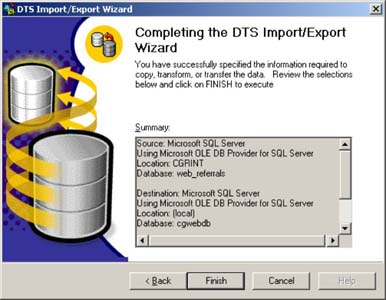 DTS Import/Export Wizard
Completing the DTS Import/Export
Wizard
You have successfully specified the information required to
copy, transform, or transfer the data. Review the selections
below and click on FINISH to execute
Summary:
Source: Microsoft SQL Server
Using Microsoft OLE DB Provider for SQL Server
Location: CGRINT
Database: web_referrals
Destination: Microsoft SQL Server
Using Microsoft OLE DB Provider for SQL Server
Location: (local)
Database: cgwebdb
< Back
Finish
Cancel
Help